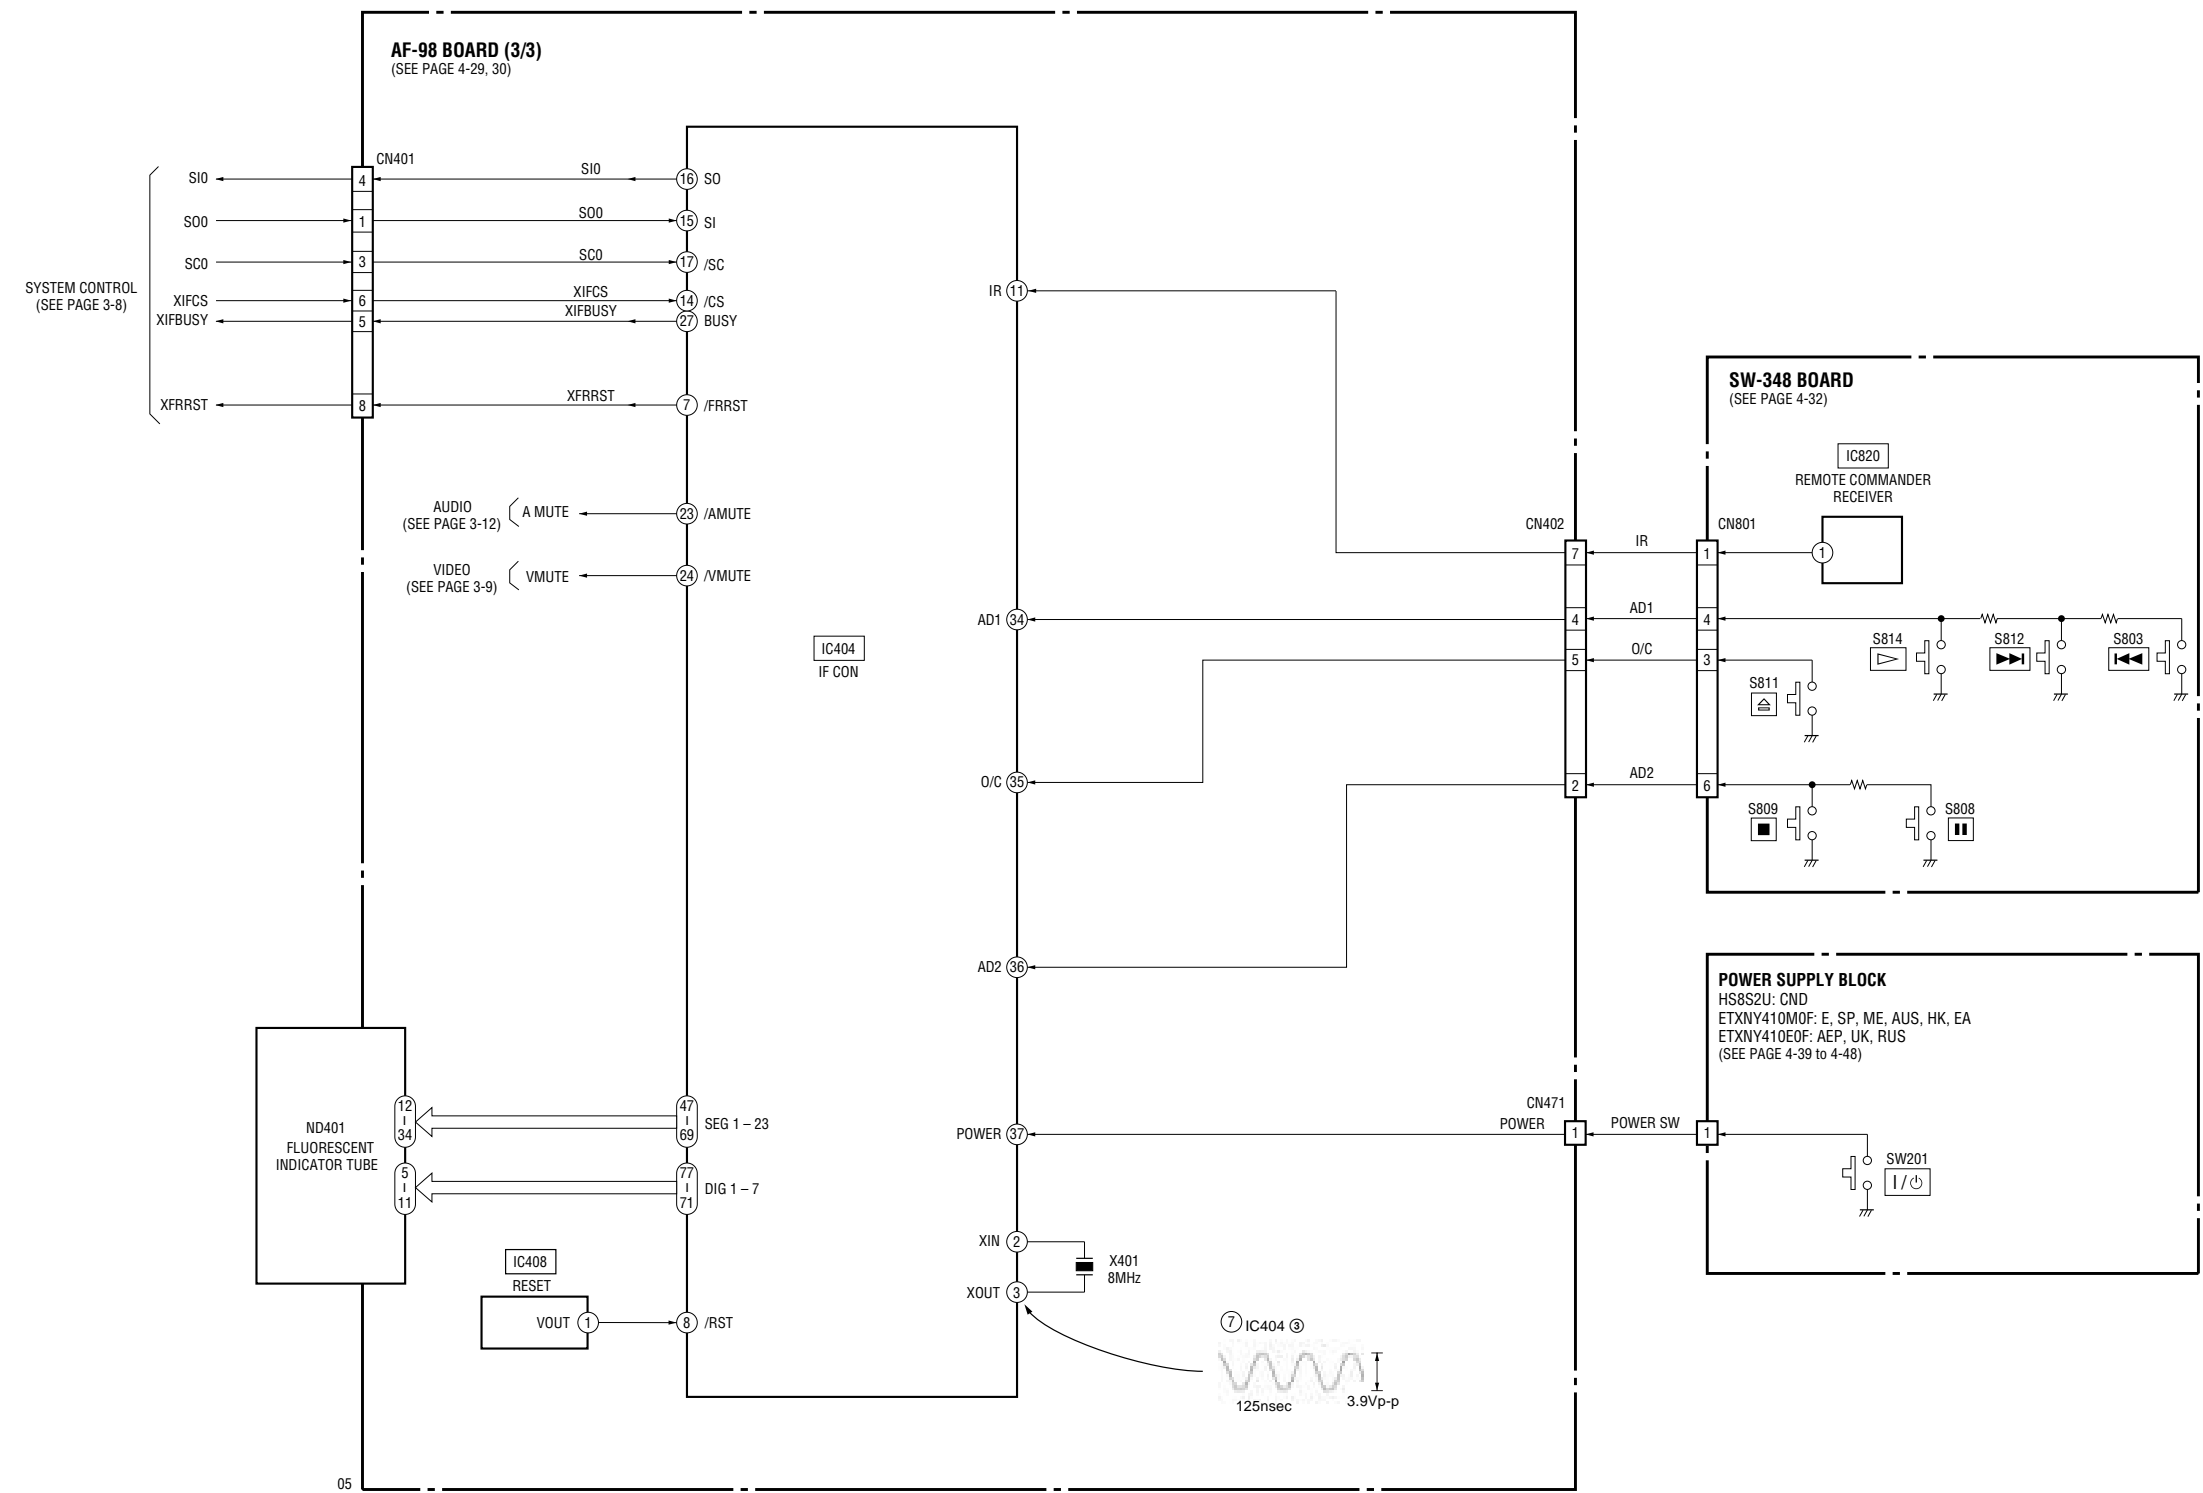 AF-98 BOARD (3/3)
(SEE PAGE 4-29, 30)
CN401
SYSTEM CONTROL
(SEE PAGE 3-8)
SI0
4
SI0
16 SO
SO0
1
SO0
15 SI
SC0
3
SC0
17 /SC
XIFCS
6
XIFCS
14 /CS
XIFBUSY
5
XIFBUSY
27 BUSY
XFRRST
8
XFRRST
7 /FRRST
AUDIO
(SEE PAGE 3-12)
A MUTE
23 /AMUTE
VIDEO
(SEE PAGE 3-9)
VMUTE
24 /VMUTE
IC404
IF CON
IR 11
AD1 34
O/C 35
AD2 36
POWER 37
XIN 2
XOUT 3
X401
8MHz
7 IC404 3
125nsec
3.9Vp-p
ND401
FLUORESCENT
INDICATOR TUBE
12
34
47
69
SEG 1 – 23
5
11
77
71
DIG 1 – 7
IC408
RESET
VOUT 1
8 /RST
CN402
7
4
5
2
IR
AD1
O/C
AD2
CN801
1
4
3
6
SW-348 BOARD
(SEE PAGE 4-32)
IC820
REMOTE COMMANDER
RECEIVER
1
S814
S812
S803
S811
S809
S808
POWER SUPPLY BLOCK
HS8S2U: CND
ETXNY410M0F: E, SP, ME, AUS, HK, EA
ETXNY410E0F: AEP, UK, RUS
(SEE PAGE 4-39 to 4-48)
CN471
POWER
1
POWER SW
1
SW201
I / ⏻
05